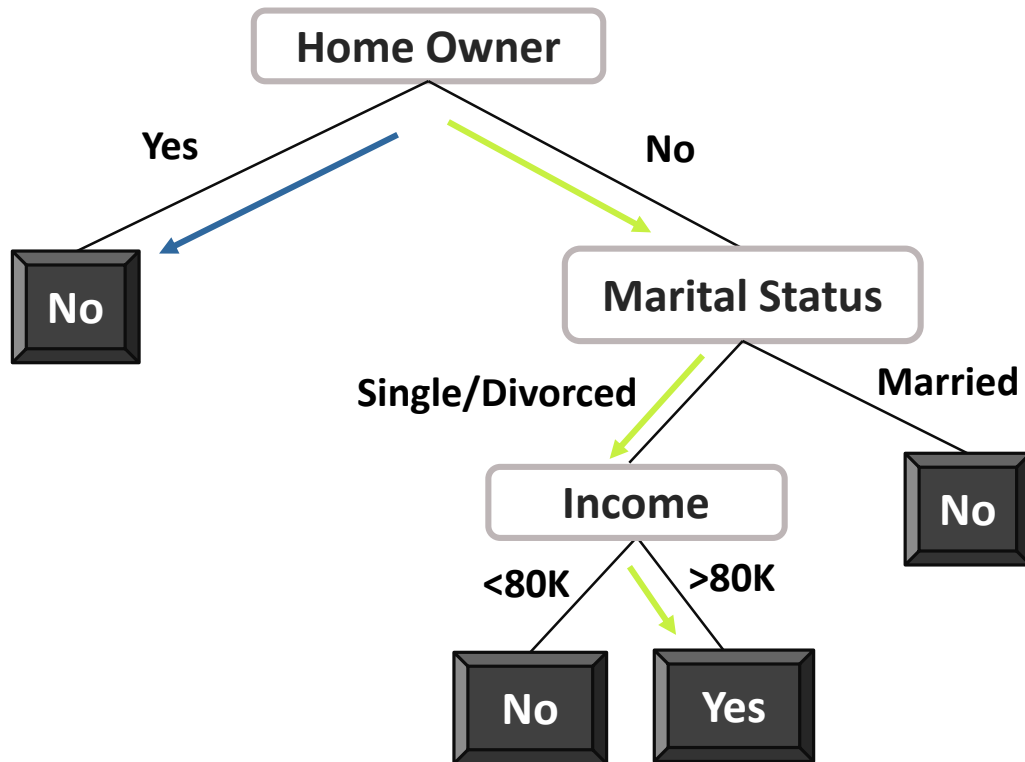 Home Owner
Yes
No
No
Marital Status
Single/Divorced
Married
Income
No
<80K
>80K
No
Yes